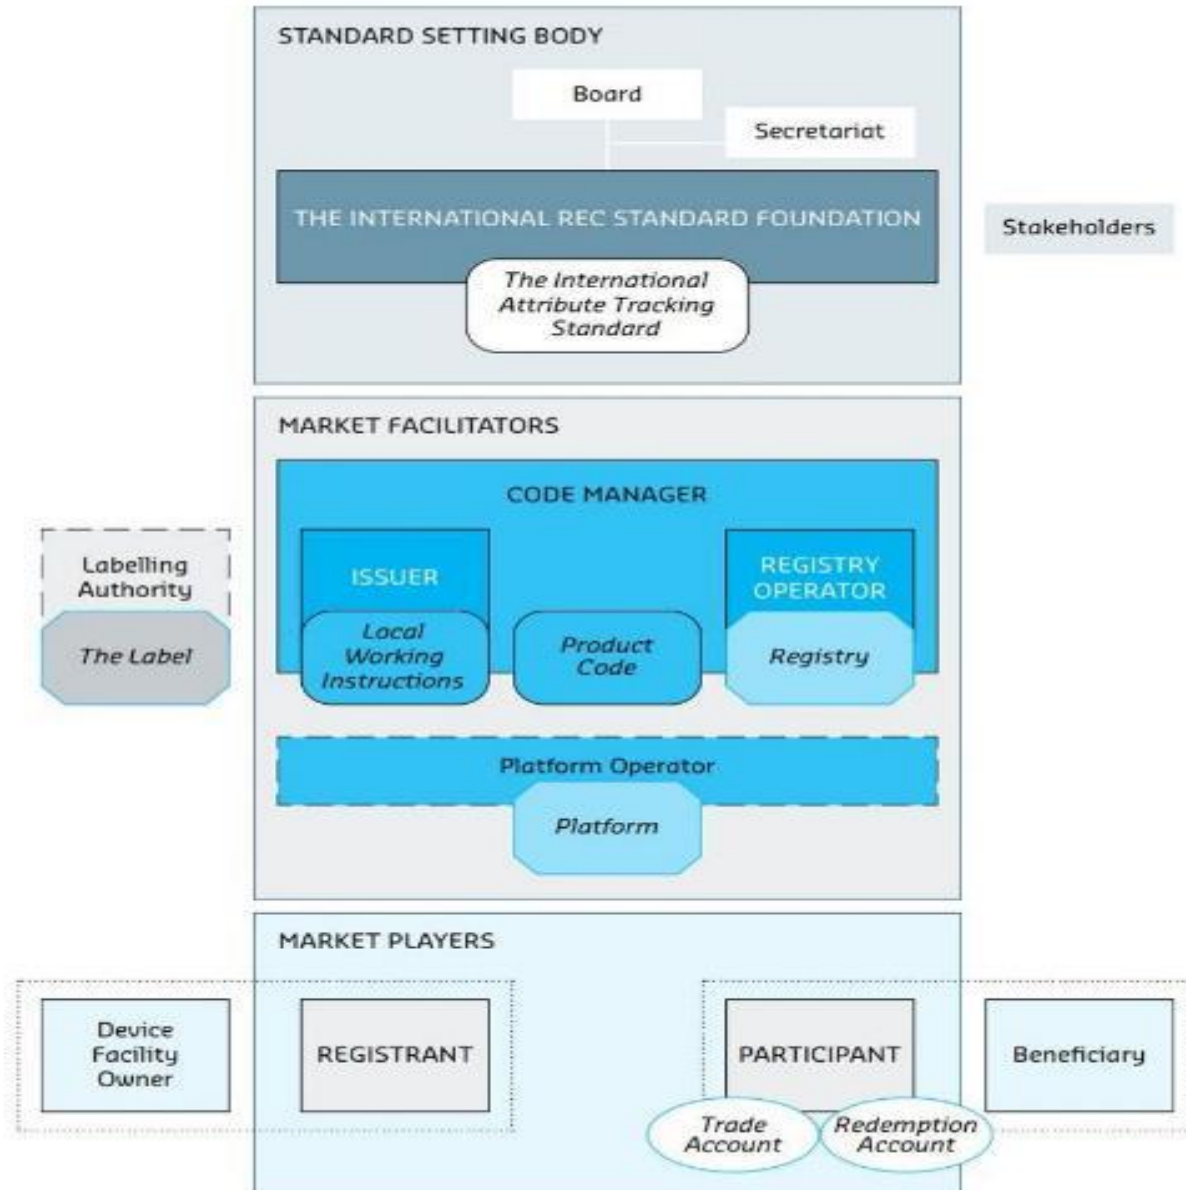 STANDARD SETTING BODY
Board
Secretariat
THE INTERNATIONAL REC STANDARD FOUNDATION
Stakeholders
The International
Attribute Tracking
Standard
MARKET FACILITATORS
CODE MANAGER
Labelling
Authority
The Label
ISSUER
Local
Working
Instructions
Product
Code
REGISTRY
OPERATOR
Registry
Platform Operator
Platform
MARKET PLAYERS
Device
Facility
Owner
REGISTRANT
PARTICIPANT
Trade
Account
Redemption
Account
Beneficiary